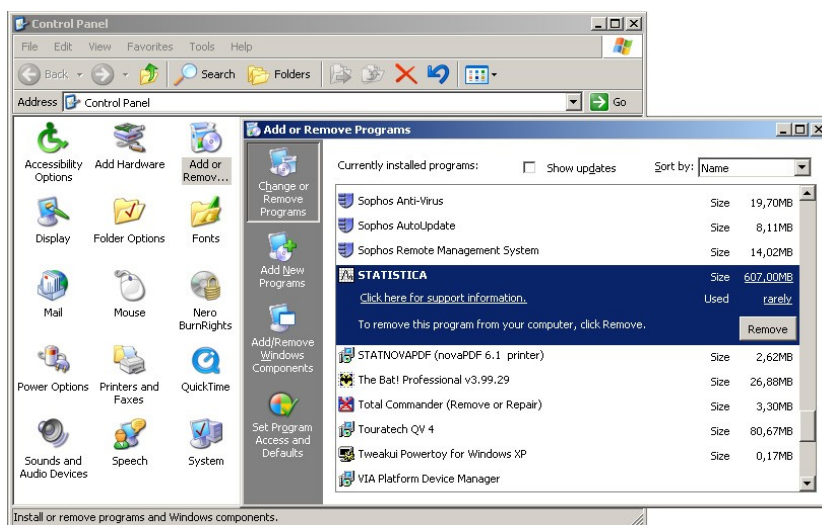 Control Panel
File Edit View Favorites Tools Help
Back Search Folders
Address Control Panel Go
Accessibility Options
Add Hardware
Add or Remov...
Display
Folder Options
Fonts
Mail
Mouse
Nero BurnRights
Power Options
Printers and Faxes
QuickTime
Sounds and Audio Devices
Speech
System
Install or remove programs and Windows components.
Add or Remove Programs
Change or Remove Programs
Add New Programs
Add/Remove Windows Components
Set Program Access and Defaults
Currently installed programs: Show updates Sort by: Name
Sophos Anti-Virus Size 19,70MB
Sophos AutoUpdate Size 8,11MB
Sophos Remote Management System Size 14,02MB
STATISTICA Size 607,00MB
Click here for support information. Used rarely
To remove this program from your computer, click Remove. Remove
STATNOVAPDF (novaPDF 6.1 printer) Size 2,62MB
The Bat! Professional v3.99.29 Size 26,88MB
Total Commander (Remove or Repair) Size 3,30MB
Touratech QV 4 Size 80,67MB
Tweakui Powertoy for Windows XP Size 0,17MB
VIA Platform Device Manager